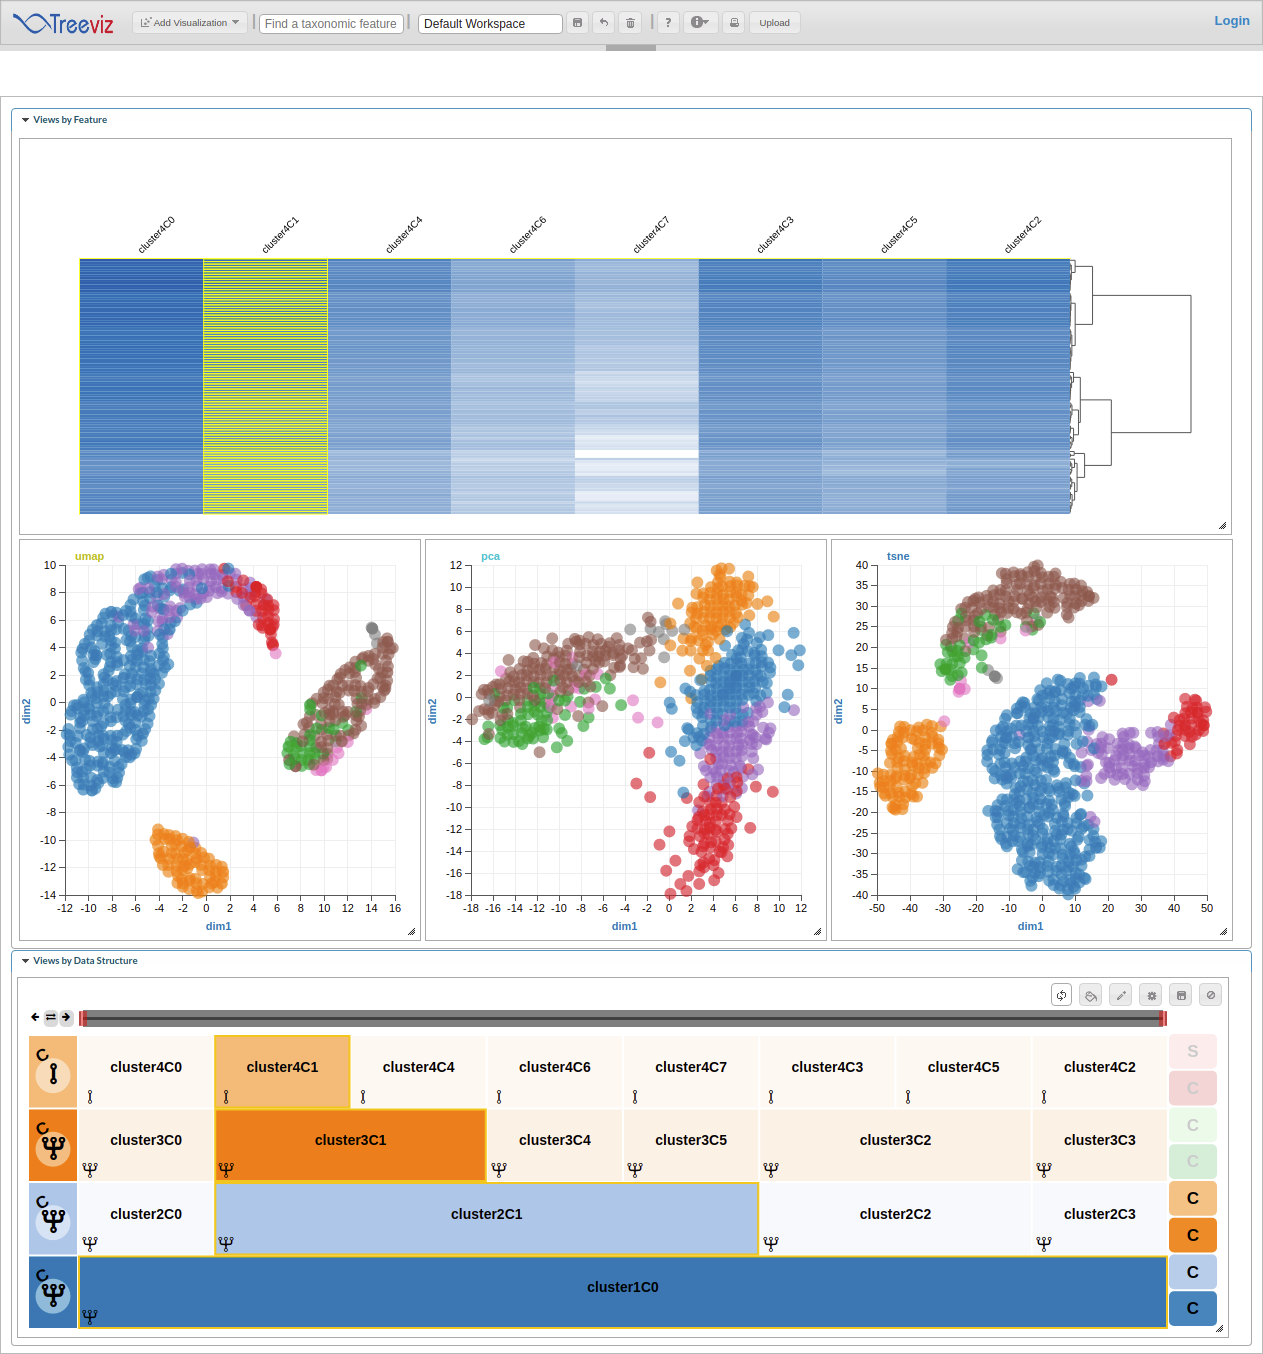 Treeviz Add Visualization Find a taxonomic feature Default Workspace ? Upload Login
Views by Feature
cluster4C0 cluster4C1 cluster4C4 cluster4C6 cluster4C7 cluster4C3 cluster4C5 cluster4C2
umap
10
8
6
4
2
0
-2
-4
-6
-8
-10
-12
-14
dim2
-12 -10 -8 -6 -4 -2 0 2 4 6 8 10 12 14 16
dim1
pca
12
10
8
6
4
2
0
-2
-4
-6
-8
-10
-12
-14
-16
-18
dim2
-18 -16 -14 -12 -10 -8 -6 -4 -2 0 2 4 6 8 10 12
dim1
tsne
40
35
30
25
20
15
10
5
0
-5
-10
-15
-20
-25
-30
-35
-40
dim2
-50 -40 -30 -20 -10 0 10 20 30 40 50
dim1
Views by Data Structure
cluster4C0 cluster4C1 cluster4C4 cluster4C6 cluster4C7 cluster4C3 cluster4C5 cluster4C2
S
C
cluster3C0 cluster3C1 cluster3C4 cluster3C5 cluster3C2 cluster3C3
C
C
cluster2C0 cluster2C1 cluster2C2 cluster2C3
C
C
cluster1C0
C
C